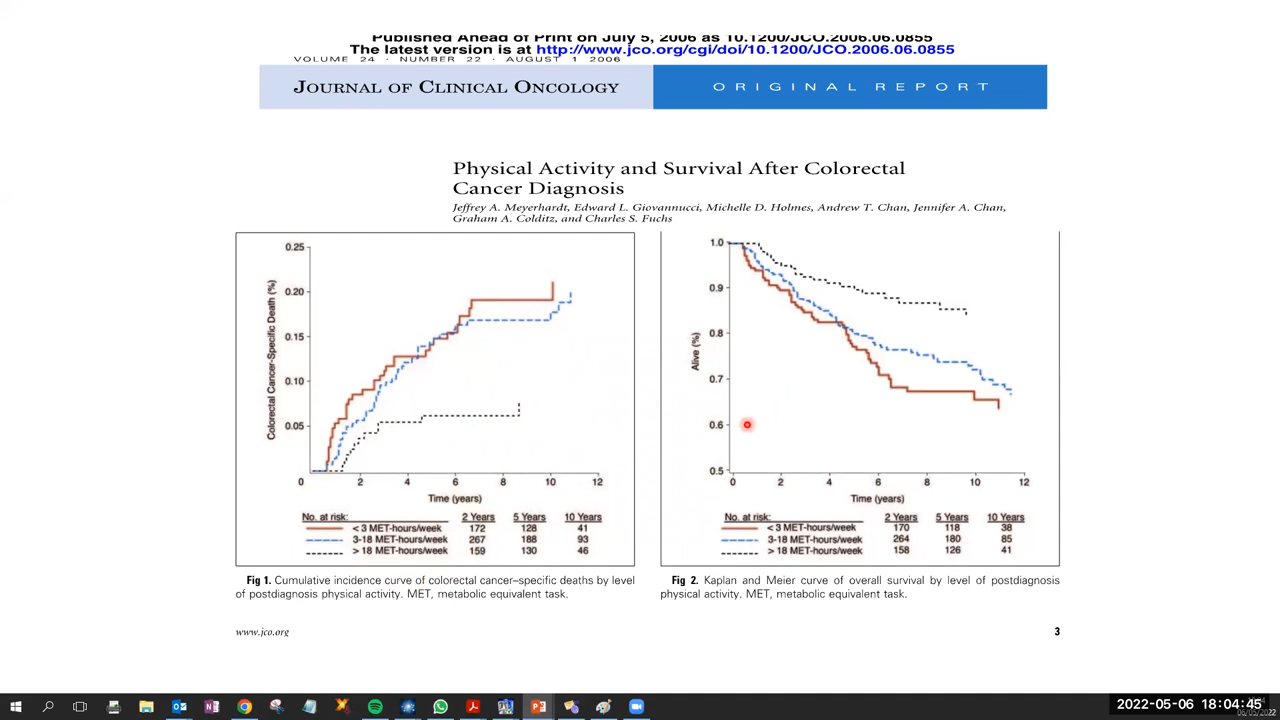 Published Ahead of Print on July 5, 2006 as 10.1200/JCO.2006.06.0855
The latest version is at http://www.jco.org/cgi/doi/10.1200/JCO.2006.06.0855
VOLUME 24 · NUMBER 22 · AUGUST 1 2006
JOURNAL OF CLINICAL ONCOLOGY
ORIGINAL REPORT
Physical Activity and Survival After Colorectal
Cancer Diagnosis
Jeffrey A. Meyerhardt, Edward L. Giovannucci, Michelle D. Holmes, Andrew T. Chan, Jennifer A. Chan,
Graham A. Colditz, and Charles S. Fuchs
Colorectal Cancer-Specific Death (%)
0.25
0.20
0.15
0.10
0.05
0 2 4 6 8 10 12
Time (years)
No. at risk: 2 Years 5 Years 10 Years
< 3 MET-hours/week 172 128 41
3-18 MET-hours/week 267 188 93
> 18 MET-hours/week 159 130 46
Fig 1. Cumulative incidence curve of colorectal cancer–specific deaths by level
of postdiagnosis physical activity. MET, metabolic equivalent task.
Alive (%)
1.0
0.9
0.8
0.7
0.6
0.5
0 2 4 6 8 10 12
Time (years)
No. at risk: 2 Years 5 Years 10 Years
< 3 MET-hours/week 170 118 38
3-18 MET-hours/week 264 180 85
> 18 MET-hours/week 158 126 41
Fig 2. Kaplan and Meier curve of overall survival by level of postdiagnosis
physical activity. MET, metabolic equivalent task.
www.jco.org
3
2022-05-06 18:04:45